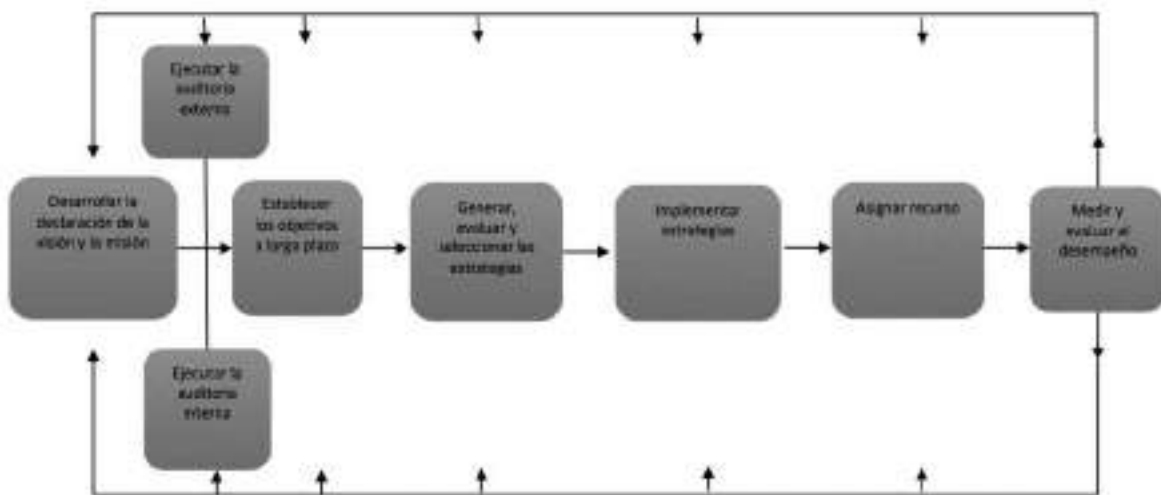 Ejecutar la
auditoría
externa
Desarrollar la
declaración de la
visión y la misión
Establecer
los objetivos
a largo plazo
Generar,
evaluar y
seleccionar las
estrategias
Implementar
estrategias
Asignar recurso
Medir y
evaluar el
desempeño
Ejecutar la
auditoría
interna